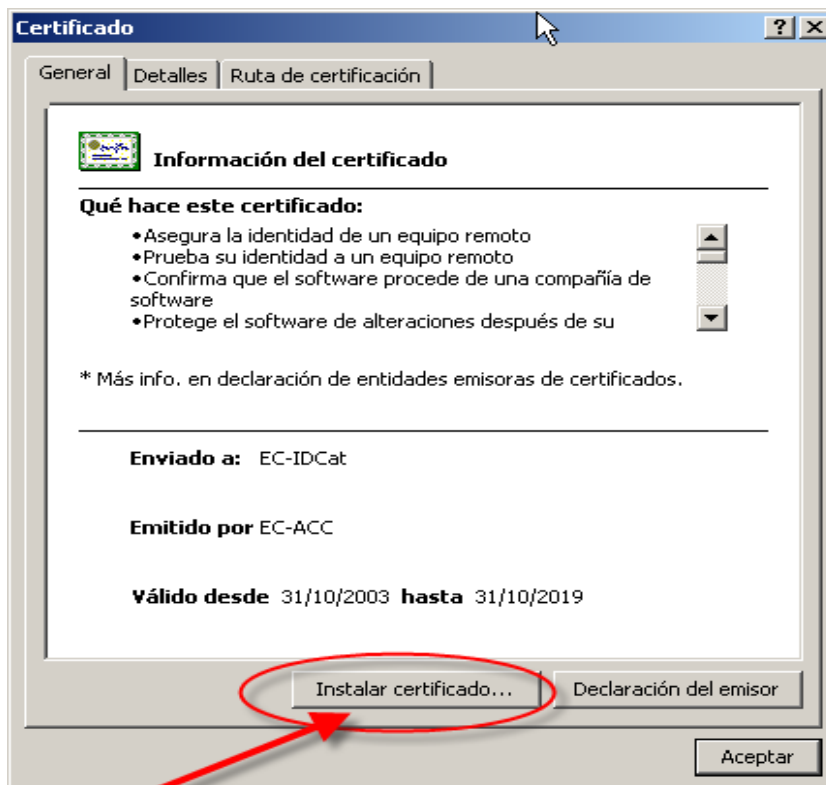 Certificado
General Detalles Ruta de certificación
Información del certificado
Qué hace este certificado:
•Asegura la identidad de un equipo remoto
•Prueba su identidad a un equipo remoto
•Confirma que el software procede de una compañía de
software
•Protege el software de alteraciones después de su
* Más info. en declaración de entidades emisoras de certificados.
Enviado a: EC-IDCat
Emitido por EC-ACC
Válido desde 31/10/2003 hasta 31/10/2019
Instalar certificado... Declaración del emisor
Aceptar